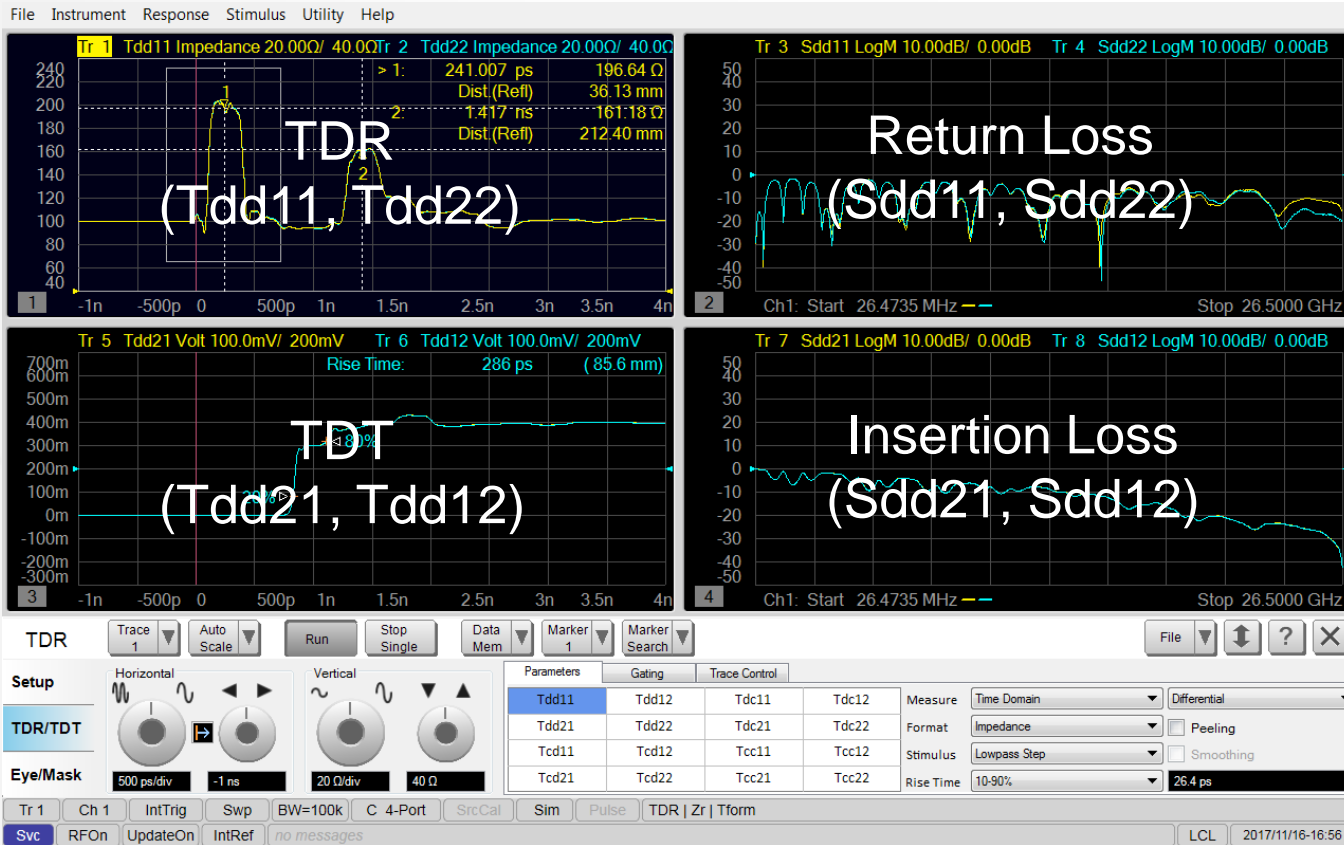 File Instrument Response Stimulus Utility Help
Tr 1 Tdd11 Impedance 20.00Ω/ 40.0Ω Tr 2 Tdd22 Impedance 20.00Ω/ 40.0Ω
> 1: 241.007 ps 196.64 Ω
Dist.(Refl) 36.13 mm
2: 1.417 ns 161.18 Ω
Dist.(Refl) 212.40 mm
240
220
200
180
160
140
120
100
80
60
40
1
2
TDR
(Tdd11, Tdd22)
1 -1n -500p 0 500p 1n 1.5n 2.5n 3n 3.5n 4n
Tr 3 Sdd11 LogM 10.00dB/ 0.00dB Tr 4 Sdd22 LogM 10.00dB/ 0.00dB
50
40
30
20
10
0
-10
-20
-30
-40
-50
Return Loss
(Sdd11, Sdd22)
2 Ch1: Start 26.4735 MHz Stop 26.5000 GHz
Tr 5 Tdd21 Volt 100.0mV/ 200mV Tr 6 Tdd12 Volt 100.0mV/ 200mV
Rise Time: 286 ps (85.6 mm)
700m
600m
500m
400m
300m
200m
100m
0m
-100m
-200m
-300m
80%
20%
TDT
(Tdd21, Tdd12)
3 -1n -500p 0 500p 1n 1.5n 2.5n 3n 3.5n 4n
Tr 7 Sdd21 LogM 10.00dB/ 0.00dB Tr 8 Sdd12 LogM 10.00dB/ 0.00dB
50
40
30
20
10
0
-10
-20
-30
-40
-50
Insertion Loss
(Sdd21, Sdd12)
4 Ch1: Start 26.4735 MHz Stop 26.5000 GHz
TDR
Trace 1
Auto Scale
Run
Stop Single
Data Mem
Marker 1
Marker Search
File ?
Setup
TDR/TDT
Eye/Mask
Horizontal
500 ps/div -1 ns
Vertical
20 Ω/div 40 Ω
Parameters Gating Trace Control
Tdd11 Tdd12 Tdc11 Tdc12
Tdd21 Tdd22 Tdc21 Tdc22
Tcd11 Tcd12 Tcc11 Tcc12
Tcd21 Tcd22 Tcc21 Tcc22
Measure Time Domain Differential
Format Impedance Peeling
Stimulus Lowpass Step Smoothing
Rise Time 10-90% 26.4 ps
Tr 1 Ch 1 IntTrig Swp BW=100k C 4-Port SrcCal Sim Pulse TDR | Zr | Tform
Svc RFOn UpdateOn IntRef no messages LCL 2017/11/16-16:56